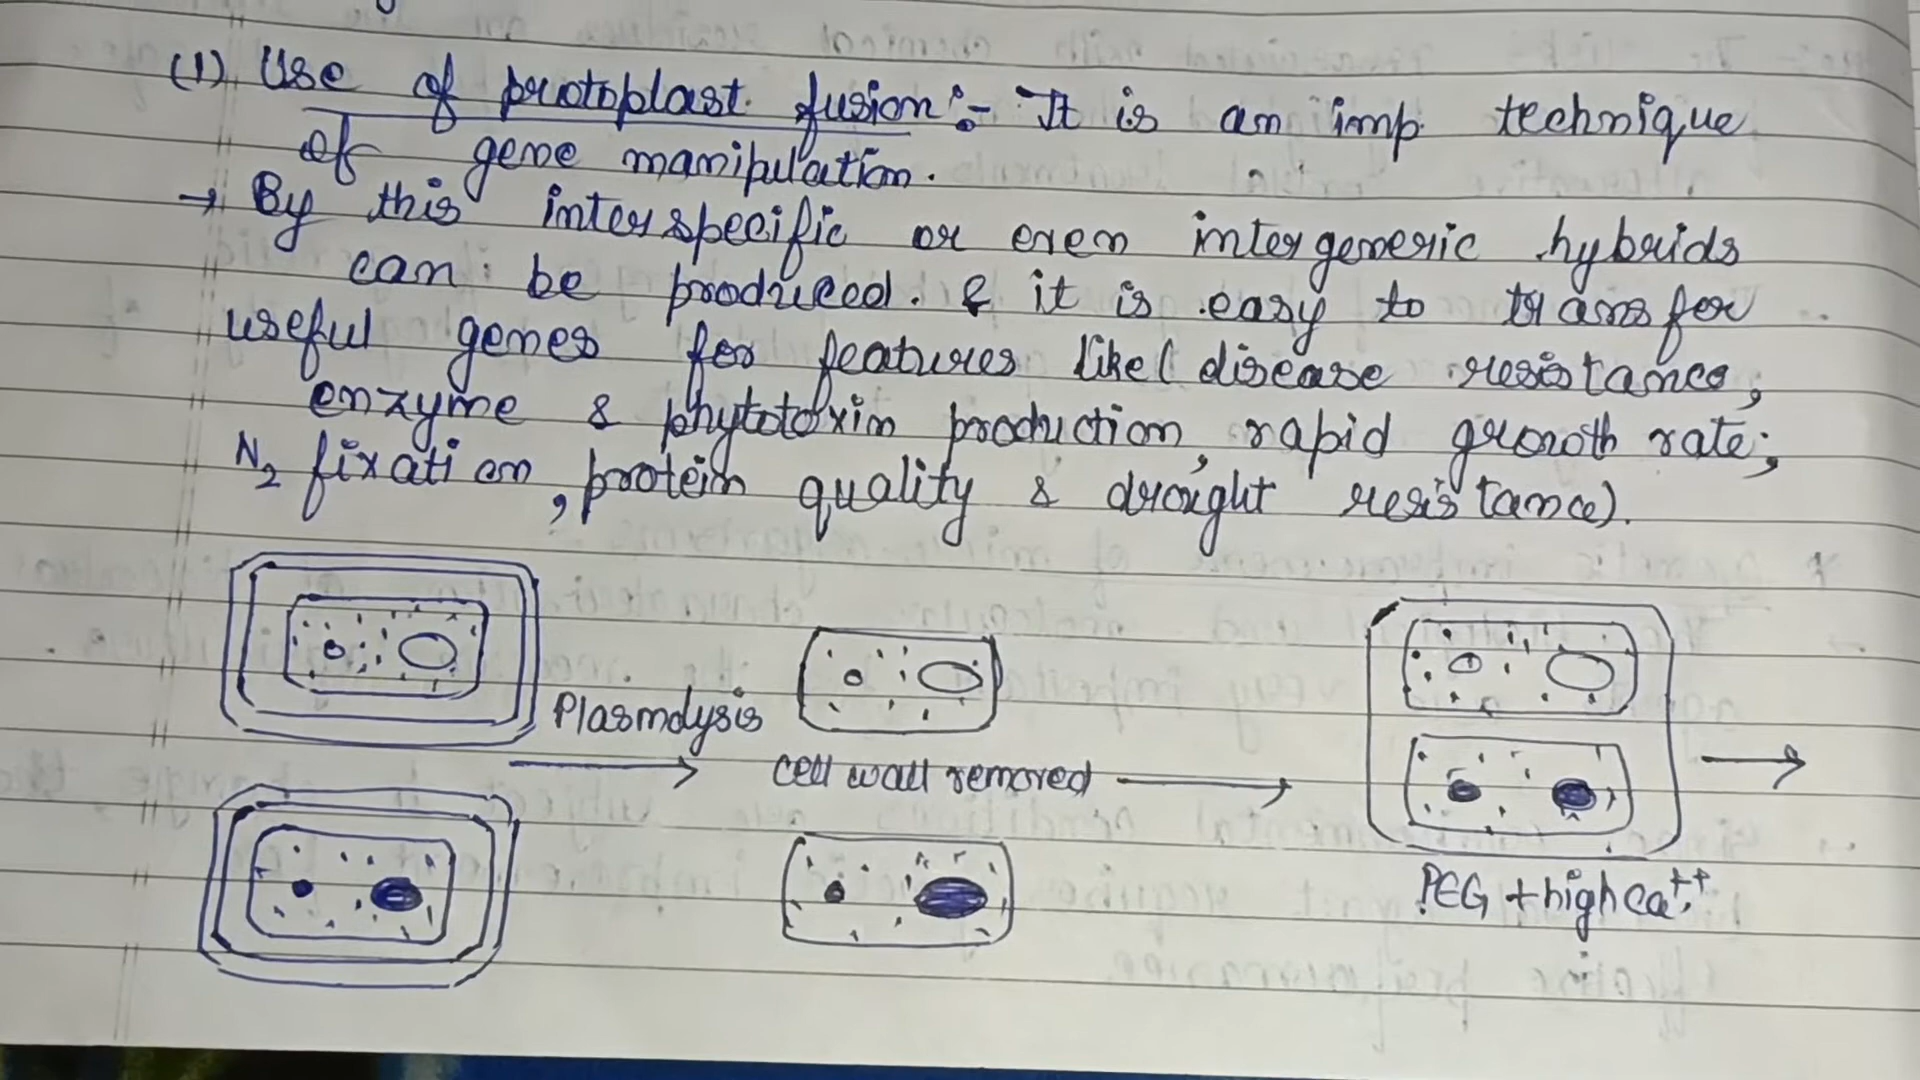 (1) Use of protoplast fusion :- It is an imp. technique
of gene manipulation.
→ By this interspecific or even intergeneric hybrids
can be produced. & it is easy to transfer
useful genes for features like ( disease resistance,
enzyme & phytotoxin production, rapid growth rate;
N2 fixation, protein quality & drought resistance).
Plasmolysis
cell wall removed
PEG + high ca++